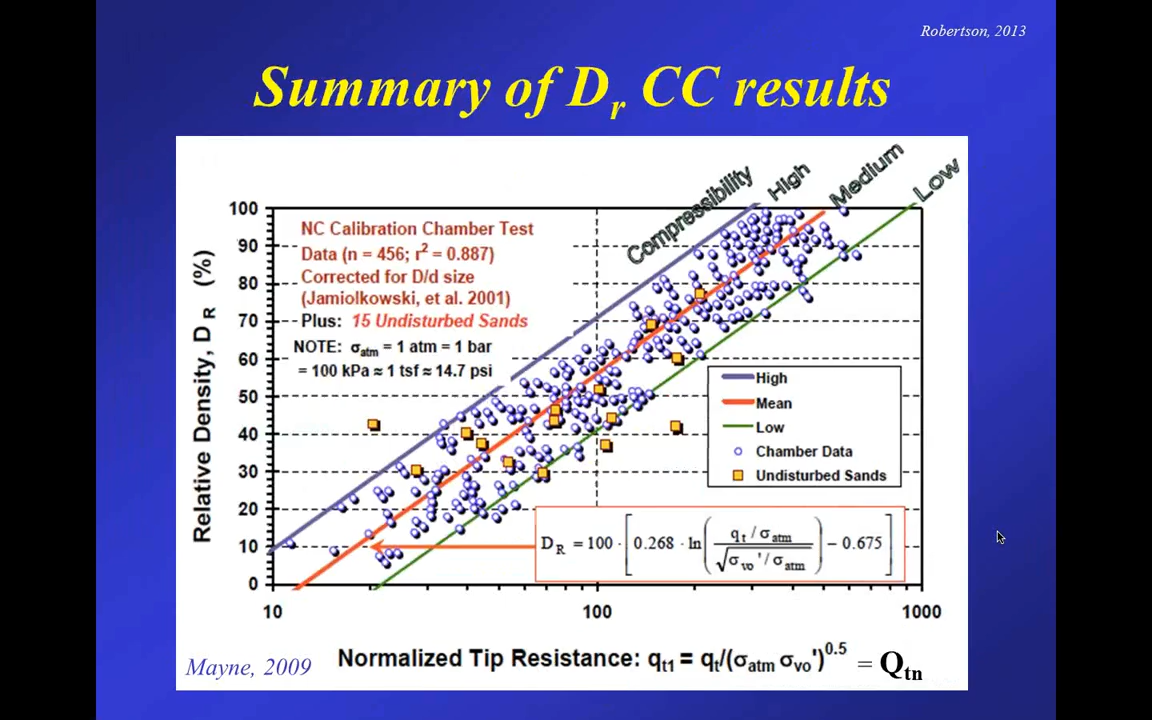 Robertson, 2013
Summary of Dr CC results
Compressibility High Medium Low
NC Calibration Chamber Test
Data (n = 456; r² = 0.887)
Corrected for D/d size
(Jamiolkowski, et al. 2001)
Plus: 15 Undisturbed Sands
NOTE: σatm = 1 atm = 1 bar
= 100 kPa ≈ 1 tsf ≈ 14.7 psi
Relative Density, DR (%)
100
90
80
70
60
50
40
30
20
10
0
High
Mean
Low
Chamber Data
Undisturbed Sands
DR = 100 · [0.268 · ln((qt / σatm) / √(σvo' / σatm)) − 0.675]
10 100 1000
Normalized Tip Resistance: qt1 = qt/(σatm σvo')^0.5 = Qtn
Mayne, 2009